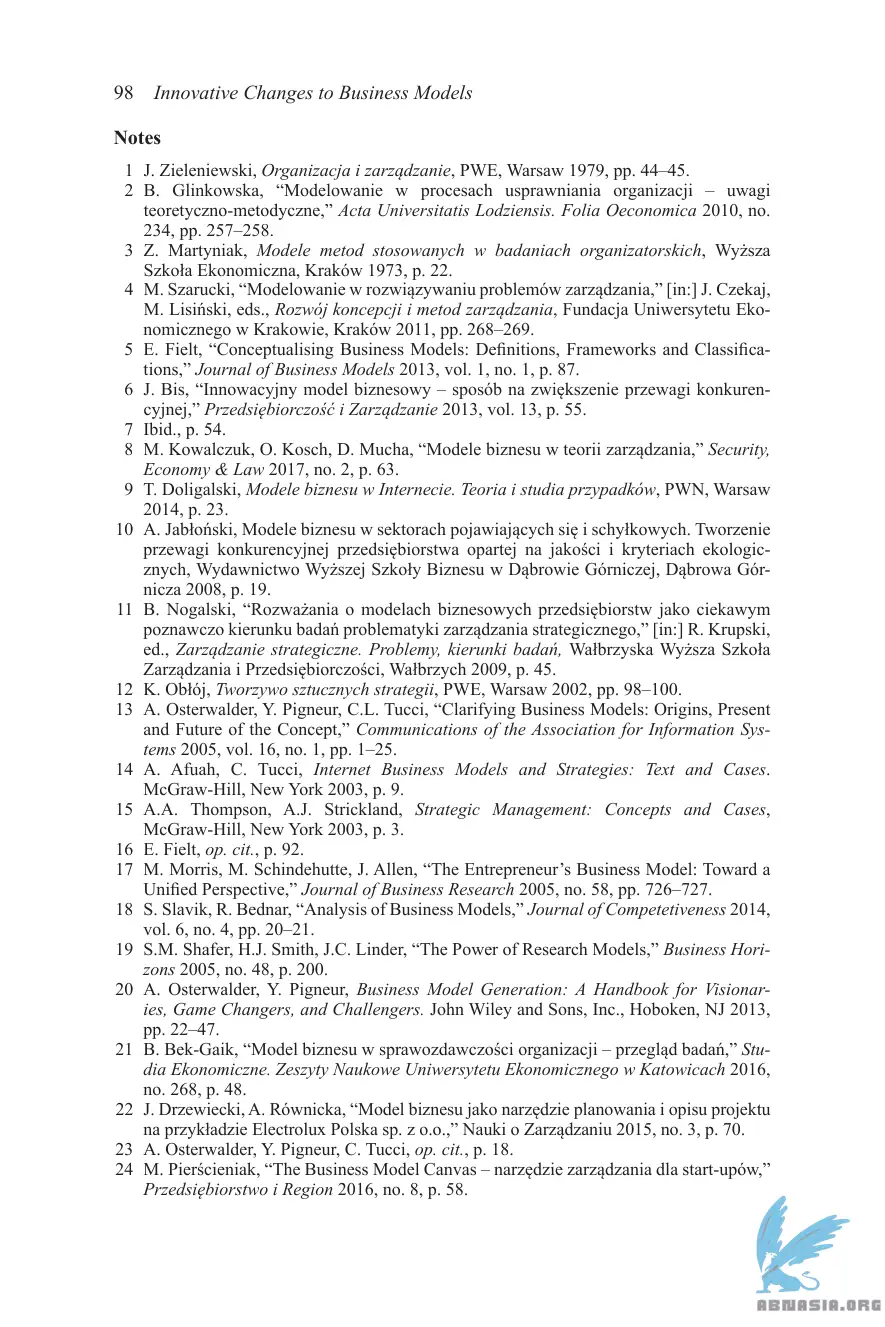 98 Innovative Changes to Business Models
Notes
1 J. Zieleniewski, Organizacja i zarządzanie, PWE, Warsaw 1979, pp. 44–45.
2 B. Glinkowska, “Modelowanie w procesach usprawniania organizacji – uwagi
teoretyczno-metodyczne,” Acta Universitatis Lodziensis. Folia Oeconomica 2010, no.
234, pp. 257–258.
3 Z. Martyniak, Modele metod stosowanych w badaniach organizatorskich, Wyższa
Szkoła Ekonomiczna, Kraków 1973, p. 22.
4 M. Szarucki, “Modelowanie w rozwiązywaniu problemów zarządzania,” [in:] J. Czekaj,
M. Lisiński, eds., Rozwój koncepcji i metod zarządzania, Fundacja Uniwersytetu Eko-
nomicznego w Krakowie, Kraków 2011, pp. 268–269.
5 E. Fielt, “Conceptualising Business Models: Definitions, Frameworks and Classifica-
tions,” Journal of Business Models 2013, vol. 1, no. 1, p. 87.
6 J. Bis, “Innowacyjny model biznesowy – sposób na zwiększenie przewagi konkuren-
cyjnej,” Przedsiębiorczość i Zarządzanie 2013, vol. 13, p. 55.
7 Ibid., p. 54.
8 M. Kowalczuk, O. Kosch, D. Mucha, “Modele biznesu w teorii zarządzania,” Security,
Economy & Law 2017, no. 2, p. 63.
9 T. Doligalski, Modele biznesu w Internecie. Teoria i studia przypadków, PWN, Warsaw
2014, p. 23.
10 A. Jabłoński, Modele biznesu w sektorach pojawiających się i schyłkowych. Tworzenie
przewagi konkurencyjnej przedsiębiorstwa opartej na jakości i kryteriach ekologic-
znych, Wydawnictwo Wyższej Szkoły Biznesu w Dąbrowie Górniczej, Dąbrowa Gór-
nicza 2008, p. 19.
11 B. Nogalski, “Rozważania o modelach biznesowych przedsiębiorstw jako ciekawym
poznawczo kierunku badań problematyki zarządzania strategicznego,” [in:] R. Krupski,
ed., Zarządzanie strategiczne. Problemy, kierunki badań, Wałbrzyska Wyższa Szkoła
Zarządzania i Przedsiębiorczości, Wałbrzych 2009, p. 45.
12 K. Obłój, Tworzywo sztucznych strategii, PWE, Warsaw 2002, pp. 98–100.
13 A. Osterwalder, Y. Pigneur, C.L. Tucci, “Clarifying Business Models: Origins, Present
and Future of the Concept,” Communications of the Association for Information Sys-
tems 2005, vol. 16, no. 1, pp. 1–25.
14 A. Afuah, C. Tucci, Internet Business Models and Strategies: Text and Cases.
McGraw-Hill, New York 2003, p. 9.
15 A.A. Thompson, A.J. Strickland, Strategic Management: Concepts and Cases,
McGraw-Hill, New York 2003, p. 3.
16 E. Fielt, op. cit., p. 92.
17 M. Morris, M. Schindehutte, J. Allen, “The Entrepreneur’s Business Model: Toward a
Unified Perspective,” Journal of Business Research 2005, no. 58, pp. 726–727.
18 S. Slavik, R. Bednar, “Analysis of Business Models,” Journal of Competetiveness 2014,
vol. 6, no. 4, pp. 20–21.
19 S.M. Shafer, H.J. Smith, J.C. Linder, “The Power of Research Models,” Business Hori-
zons 2005, no. 48, p. 200.
20 A. Osterwalder, Y. Pigneur, Business Model Generation: A Handbook for Visionar-
ies, Game Changers, and Challengers. John Wiley and Sons, Inc., Hoboken, NJ 2013,
pp. 22–47.
21 B. Bek-Gaik, “Model biznesu w sprawozdawczości organizacji – przegląd badań,” Stu-
dia Ekonomiczne. Zeszyty Naukowe Uniwersytetu Ekonomicznego w Katowicach 2016,
no. 268, p. 48.
22 J. Drzewiecki, A. Równicka, “Model biznesu jako narzędzie planowania i opisu projektu
na przykładzie Electrolux Polska sp. z o.o.,” Nauki o Zarządzaniu 2015, no. 3, p. 70.
23 A. Osterwalder, Y. Pigneur, C. Tucci, op. cit., p. 18.
24 M. Pierścieniak, “The Business Model Canvas – narzędzie zarządzania dla start-upów,”
Przedsiębiorstwo i Region 2016, no. 8, p. 58.
ABNASIA.ORG